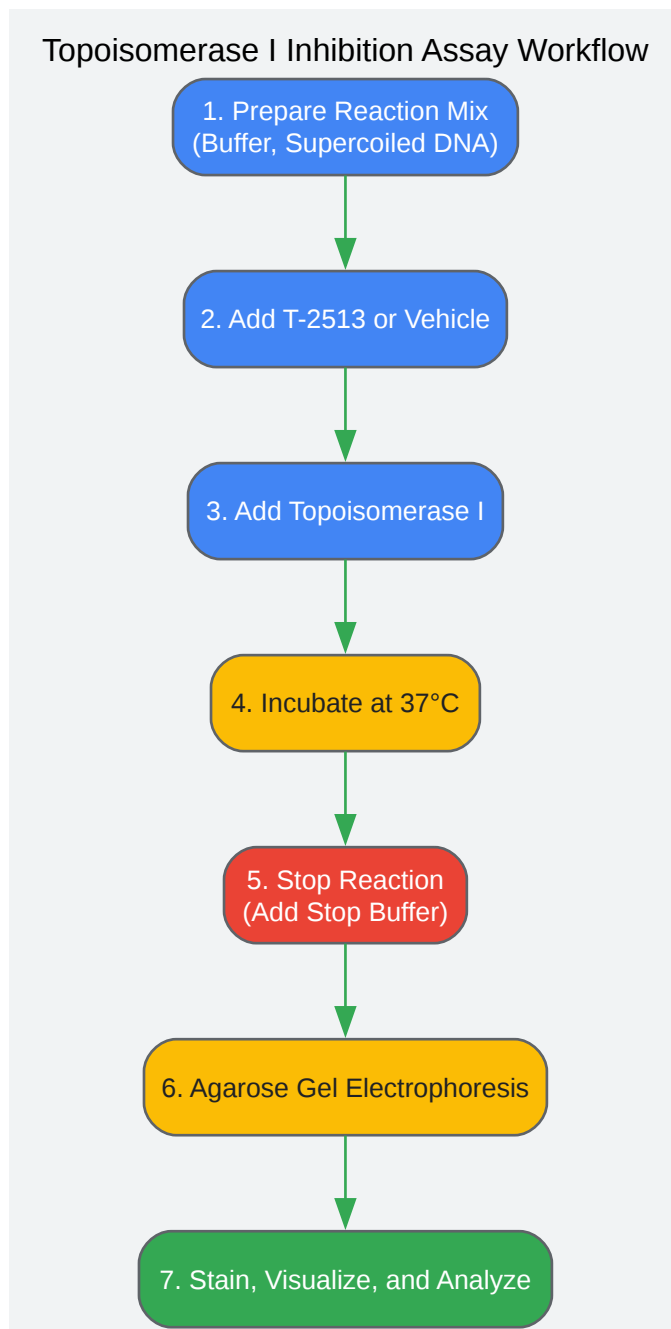 Topoisomerase I Inhibition Assay Workflow
1. Prepare Reaction Mix
(Buffer, Supercoiled DNA)
2. Add T-2513 or Vehicle
3. Add Topoisomerase I
4. Incubate at 37°C
5. Stop Reaction
(Add Stop Buffer)
6. Agarose Gel Electrophoresis
7. Stain, Visualize, and Analyze